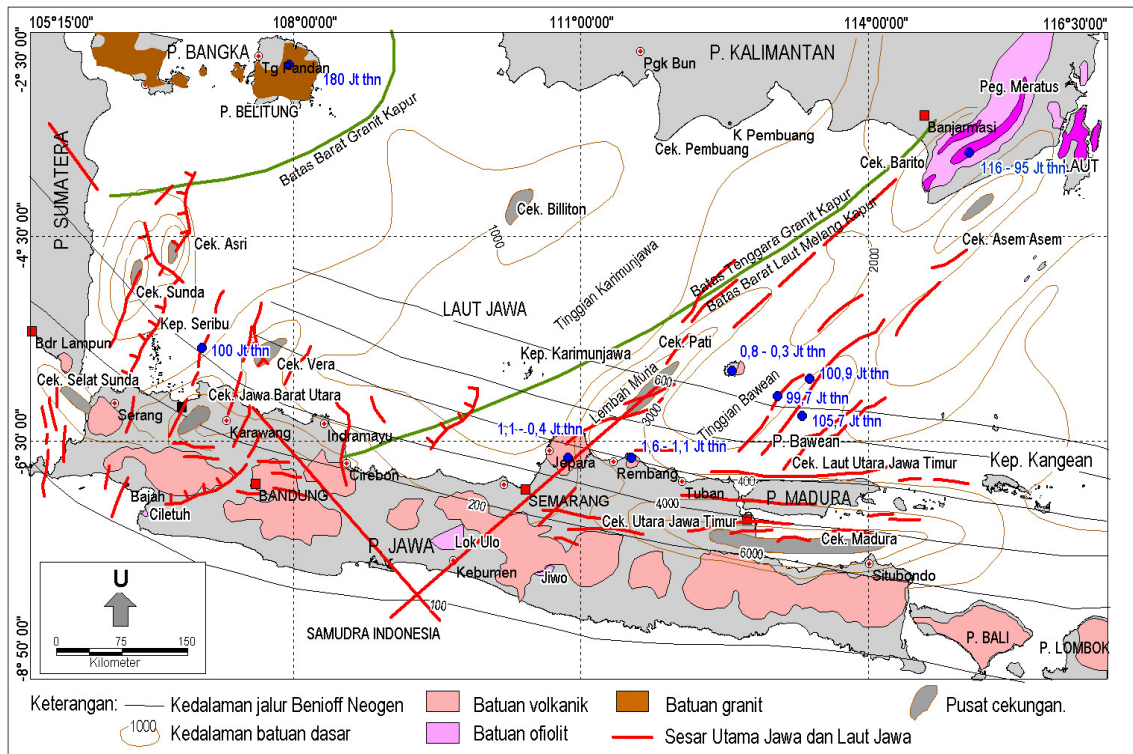 105°15'00" 108°00'00" 111°00'00" 114°00'00" 116°30'00"
-2° 30' 00"
-4° 30' 00"
-6° 30' 00"
-8° 50' 00"
P. BANGKA
Tg Pandan
180 Jt thn
P. BELITUNG
Batas Barat Granit Kapur
P. SUMATERA
P. KALIMANTAN
Pgk Bun
K Pembuang
Cek. Pembuang
Peg. Meratus
Banjarmasi
Cek. Barito
116 - 95 Jt thn
LAUT
Cek. Billiton
1000
Cek. Asri
Cek. Sunda
Kep. Seribu
100 Jt thn
Cek. Vera
Bdr Lampun
Cek. Selat Sunda
Serang
Cek. Jawa Barat Utara
Karawang
Indramayu
LAUT JAWA
Tinggian Karimunjawa
Kep. Karimunjawa
Batas Tenggara Granit Kapur
Batas Barat Laut Melang Kapur
2000
Cek. Asem Asem
Cek. Pati
Lembah Muria
600
3000
0,8 - 0,3 Jt thn
1000
100,9 Jt thn
99,7 Jt thn
105,7 Jt thn
Tinggian Bawean
P. Bawean
1,1 - 0,4 Jt thn
1,6 - 1,1 Jt thn
Jepara
Rembang
Cek. Laut Utara Jawa Timur
Kep. Kangean
Cirebon
BANDUNG
Bajah
Ciletuh
200
SEMARANG
Tuban
400
4000
P. MADURA
Cek. Utara Jawa Timur
Cek. Madura
6000
P. JAWA
Lok Ulo
Kebumen
Jiwo
Situbondo
100
SAMUDRA INDONESIA
P. BALI
P. LOMBOK
U
0 75 150
Kilometer
Keterangan:
Kedalaman jalur Benioff Neogen
1000
Kedalaman batuan dasar
Batuan volkanik
Batuan ofiolit
Batuan granit
Sesar Utama Jawa dan Laut Jawa
Pusat cekungan.